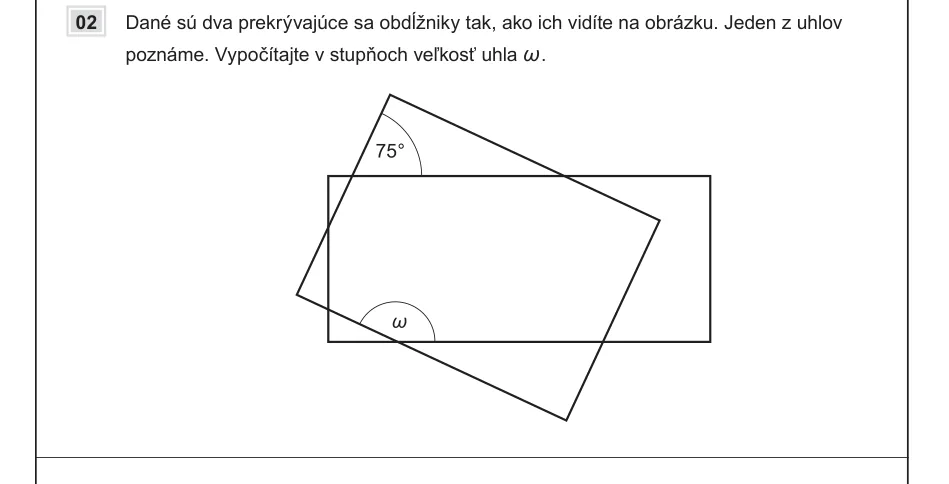 02 Dané sú dva prekrývajúce sa obdĺžniky tak, ako ich vidíte na obrázku. Jeden z uhlov
poznáme. Vypočítajte v stupňoch veľkosť uhla ω.
75°
ω